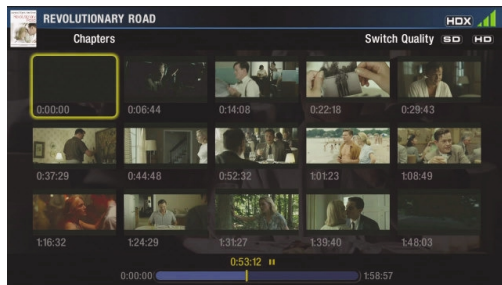 REVOLUTIONARY ROAD HDX
Chapters Switch Quality SD HD
0:00:00 0:06:44 0:14:08 0:22:18 0:29:43
0:37:29 0:44:48 0:52:32 1:01:23 1:08:49
1:16:32 1:24:29 1:31:27 1:39:40 1:48:03
0:53:12
0:00:00 1:58:57